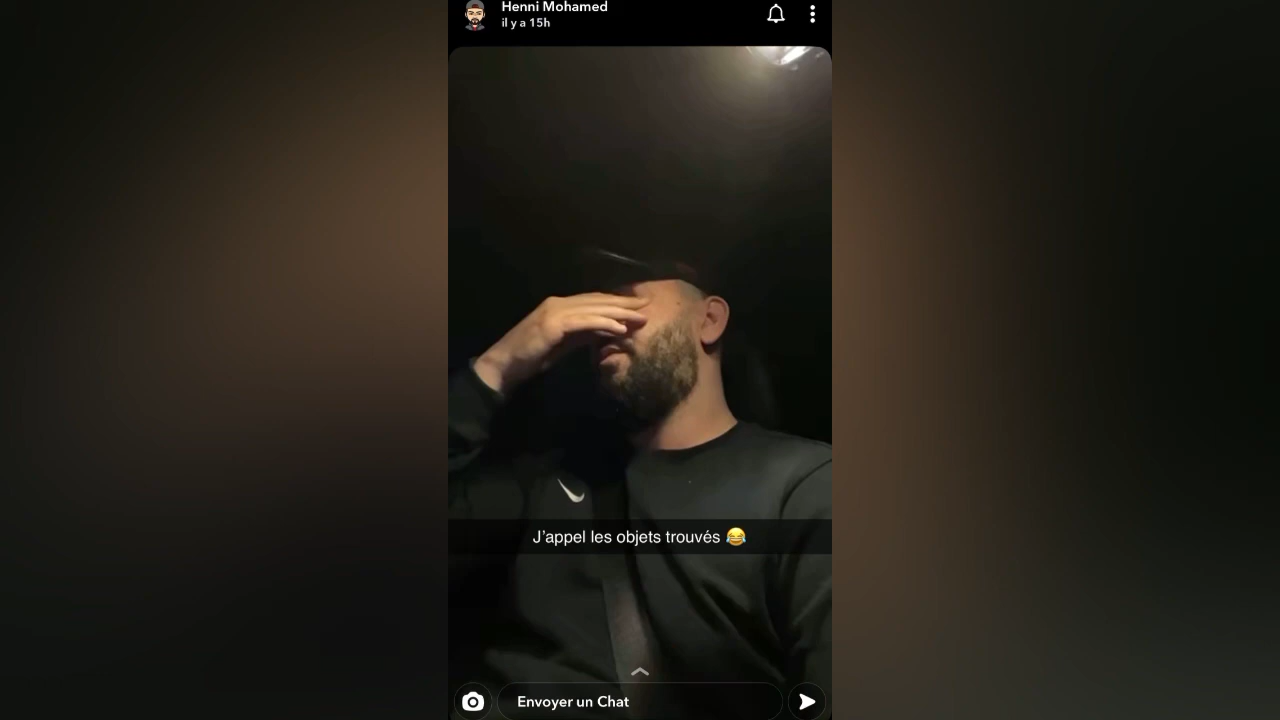 Henni Mohamed
il y a 15h
J'appel les objets trouvés 😂
Envoyer un Chat